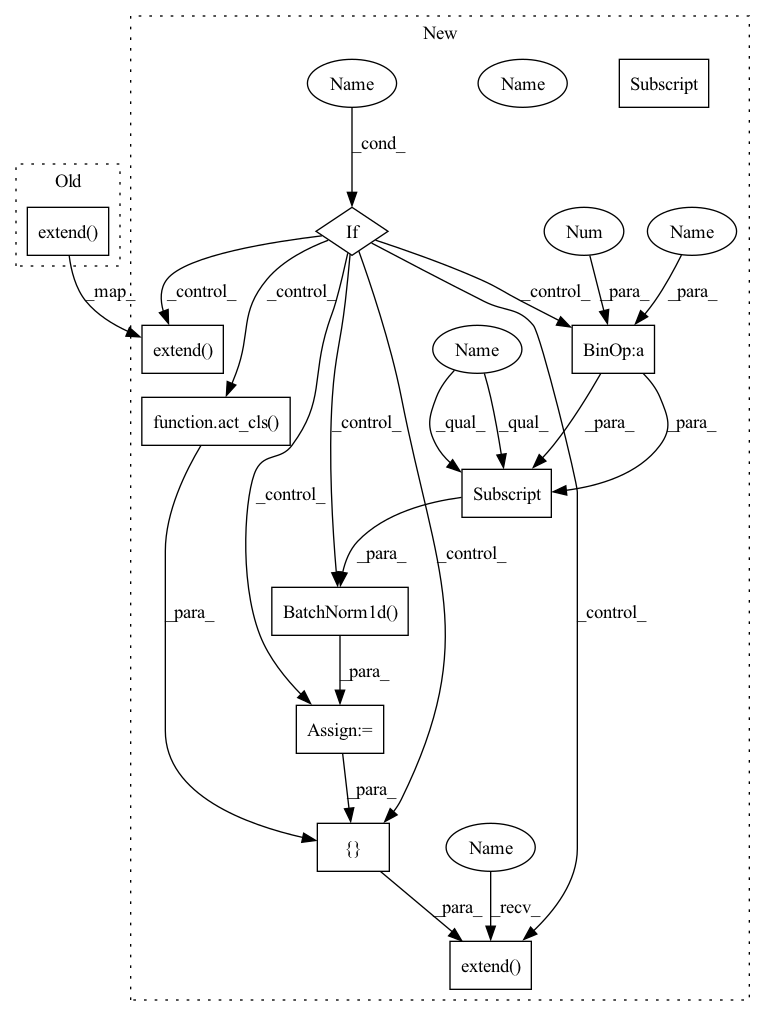 New
Name
Name
Subscript
_cond_
Old
extend()
If
Num
Name
_map_
_control_
_control_
_control_
_para_
_para_
extend()
Name
BinOp:a
function.act_cls()
_control_
_qual_
_qual_
_para_
_para_
_control_
Subscript
_para_
_control_
_para_
_control_
BatchNorm1d()
_para_
Assign:=
_para_
{}
Name
_para_
_recv_
extend()